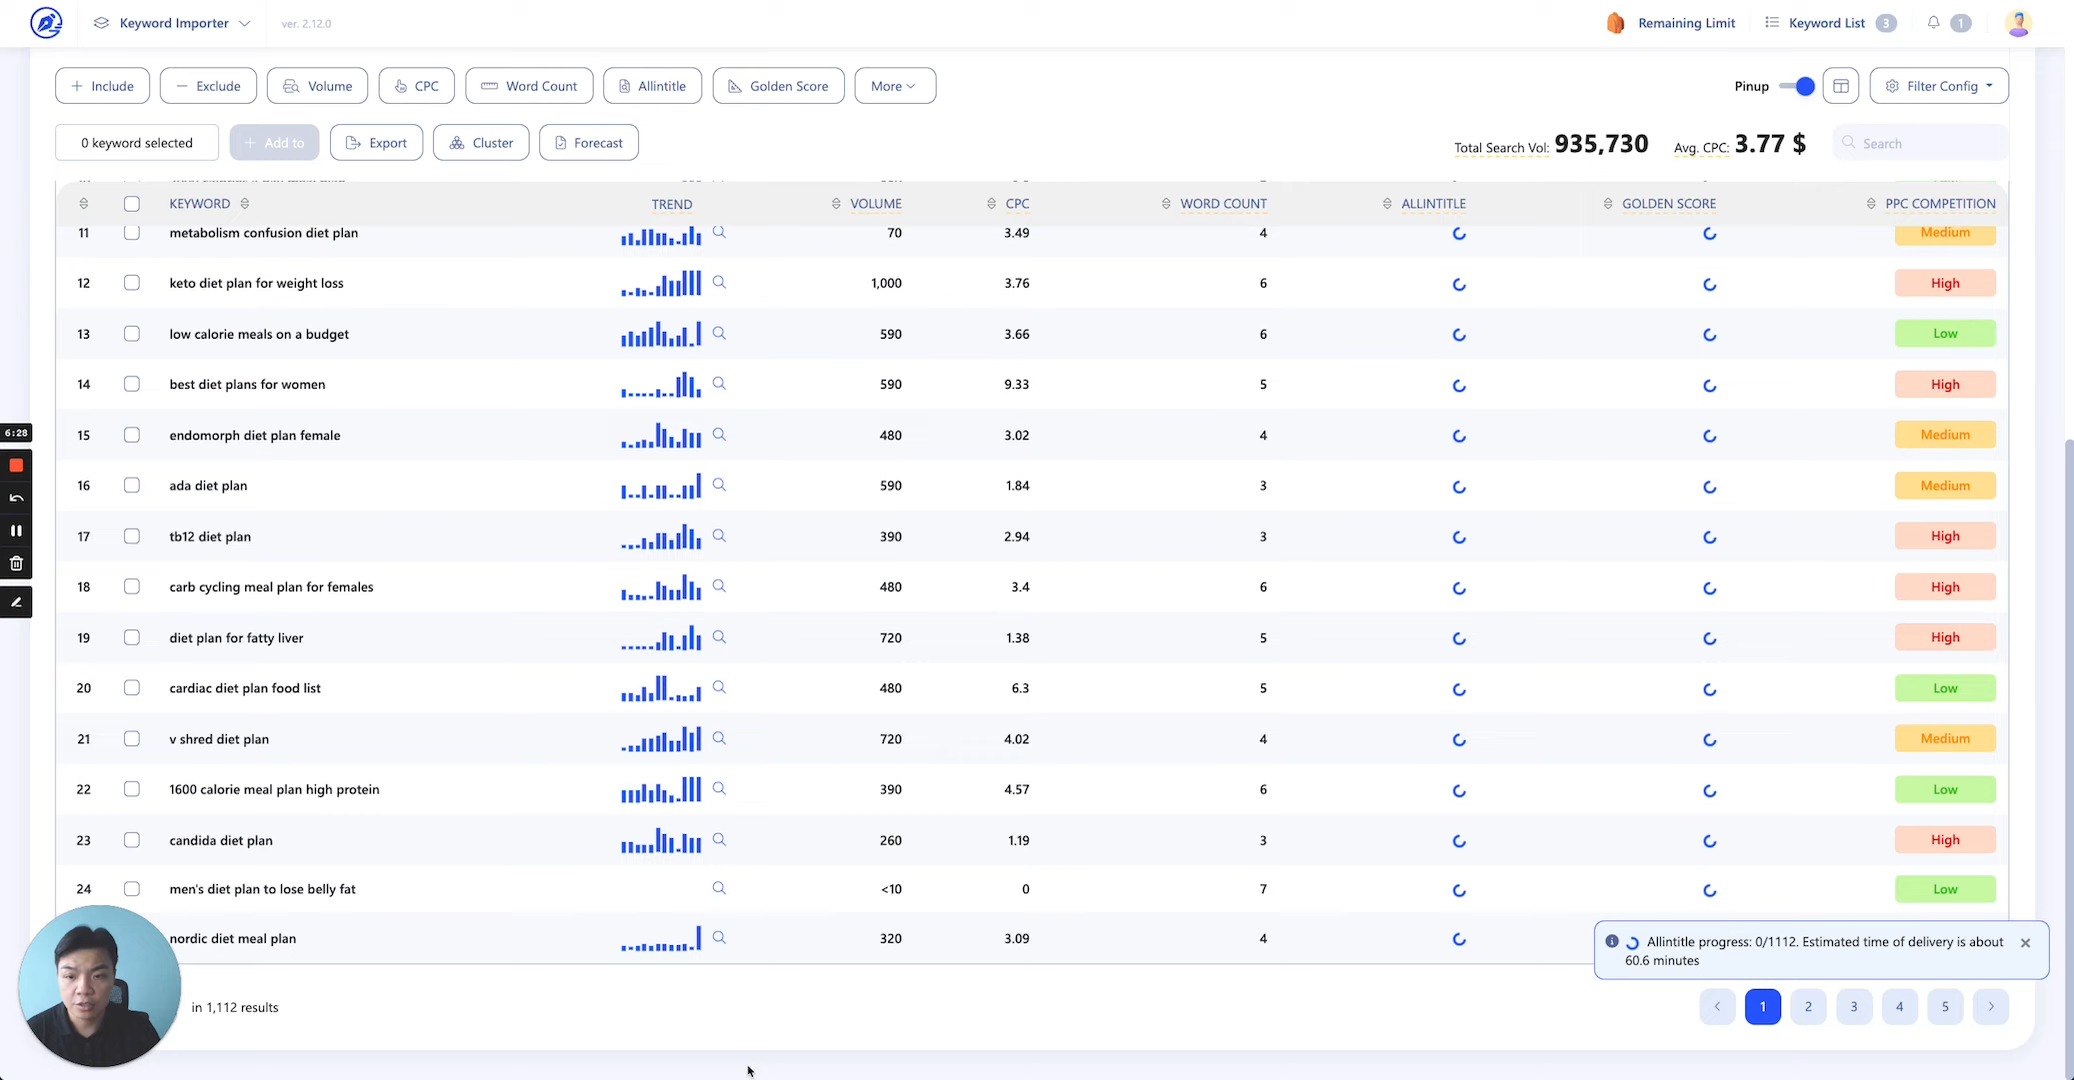 Keyword Importer
ver. 2.12.0
Remaining Limit
Keyword List 3
1
+ Include
− Exclude
Volume
CPC
Word Count
Allintitle
Golden Score
More
Pinup
Filter Config
0 keyword selected
+ Add to
Export
Cluster
Forecast
Total Search Vol: 935,730
Avg. CPC: 3.77 $
Search
KEYWORD TREND VOLUME CPC WORD COUNT ALLINTITLE GOLDEN SCORE PPC COMPETITION
11 metabolism confusion diet plan 70 3.49 4 Medium
12 keto diet plan for weight loss 1,000 3.76 6 High
13 low calorie meals on a budget 590 3.66 6 Low
14 best diet plans for women 590 9.33 5 High
15 endomorph diet plan female 480 3.02 4 Medium
16 ada diet plan 590 1.84 3 Medium
17 tb12 diet plan 390 2.94 3 High
18 carb cycling meal plan for females 480 3.4 6 High
19 diet plan for fatty liver 720 1.38 5 High
20 cardiac diet plan food list 480 6.3 5 Low
21 v shred diet plan 720 4.02 4 Medium
22 1600 calorie meal plan high protein 390 4.57 6 Low
23 candida diet plan 260 1.19 3 High
24 men's diet plan to lose belly fat <10 0 7 Low
nordic diet meal plan 320 3.09 4
6:28
Allintitle progress: 0/1112. Estimated time of delivery is about
60.6 minutes
in 1,112 results
1 2 3 4 5